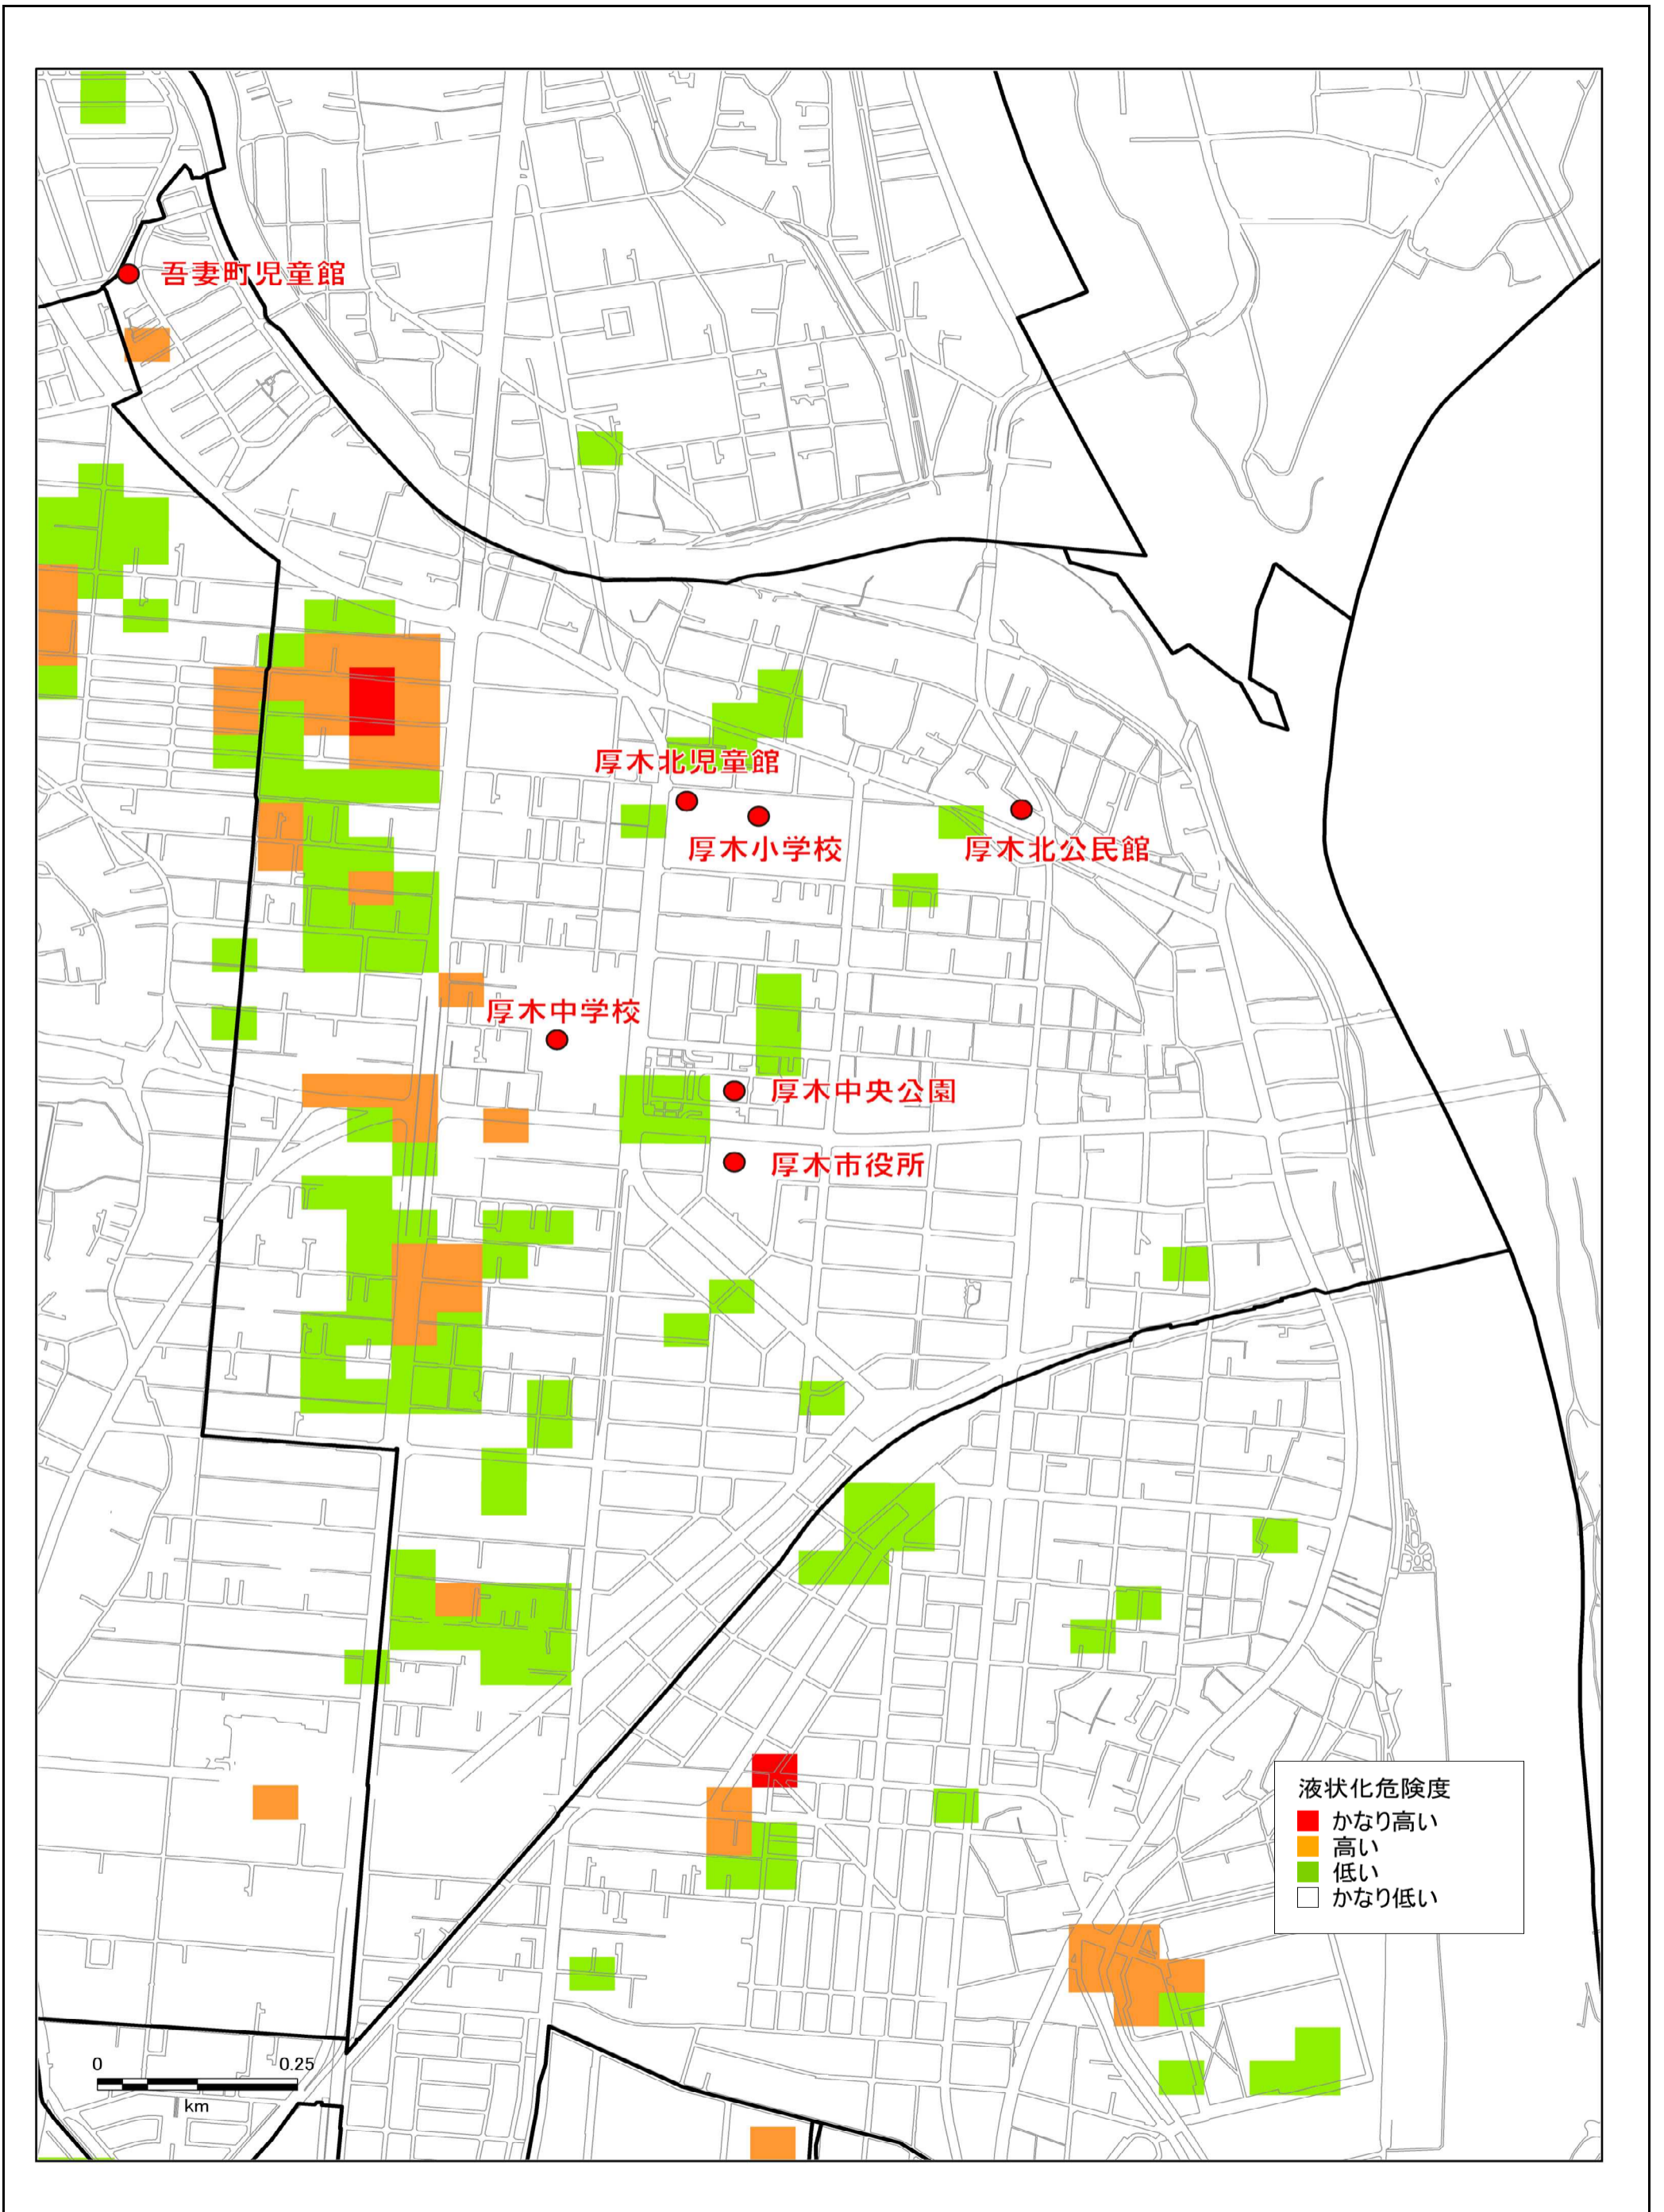 吾妻町児童館
厚木北児童館
厚木小学校
厚木北公民館
厚木中学校
厚木中央公園
厚木市役所
液状化危険度
かなり高い
高い
低い
かなり低い
0 0.25
km